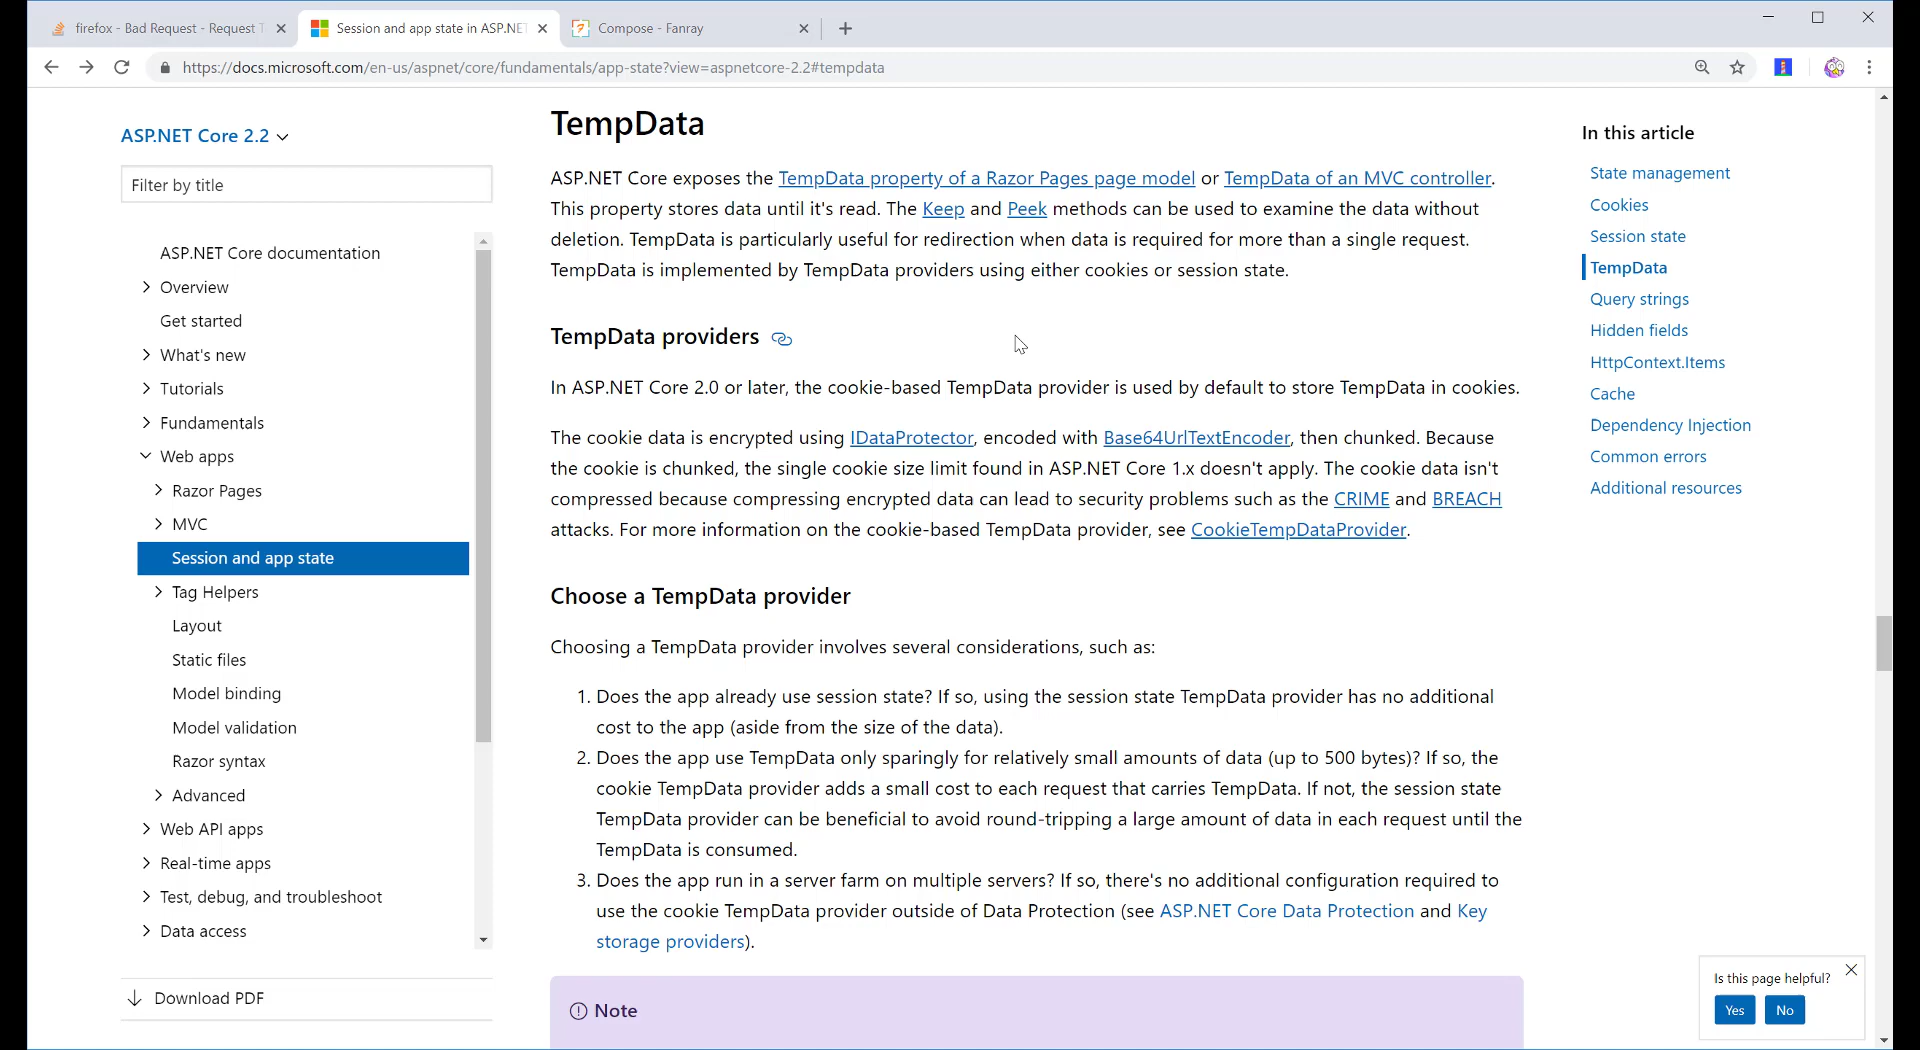 firefox - Bad Request - Request T
Session and app state in ASP.NET
Compose - Fanray
https://docs.microsoft.com/en-us/aspnet/core/fundamentals/app-state?view=aspnetcore-2.2#tempdata
ASP.NET Core 2.2
Filter by title
ASP.NET Core documentation
Overview
Get started
What's new
Tutorials
Fundamentals
Web apps
Razor Pages
MVC
Session and app state
Tag Helpers
Layout
Static files
Model binding
Model validation
Razor syntax
Advanced
Web API apps
Real-time apps
Test, debug, and troubleshoot
Data access
Download PDF
TempData
ASP.NET Core exposes the TempData property of a Razor Pages page model or TempData of an MVC controller.
This property stores data until it's read. The Keep and Peek methods can be used to examine the data without
deletion. TempData is particularly useful for redirection when data is required for more than a single request.
TempData is implemented by TempData providers using either cookies or session state.
TempData providers
In ASP.NET Core 2.0 or later, the cookie-based TempData provider is used by default to store TempData in cookies.
The cookie data is encrypted using IDataProtector, encoded with Base64UrlTextEncoder, then chunked. Because
the cookie is chunked, the single cookie size limit found in ASP.NET Core 1.x doesn't apply. The cookie data isn't
compressed because compressing encrypted data can lead to security problems such as the CRIME and BREACH
attacks. For more information on the cookie-based TempData provider, see CookieTempDataProvider.
Choose a TempData provider
Choosing a TempData provider involves several considerations, such as:
1. Does the app already use session state? If so, using the session state TempData provider has no additional
cost to the app (aside from the size of the data).
2. Does the app use TempData only sparingly for relatively small amounts of data (up to 500 bytes)? If so, the
cookie TempData provider adds a small cost to each request that carries TempData. If not, the session state
TempData provider can be beneficial to avoid round-tripping a large amount of data in each request until the
TempData is consumed.
3. Does the app run in a server farm on multiple servers? If so, there's no additional configuration required to
use the cookie TempData provider outside of Data Protection (see ASP.NET Core Data Protection and Key
storage providers).
Note
In this article
State management
Cookies
Session state
TempData
Query strings
Hidden fields
HttpContext.Items
Cache
Dependency Injection
Common errors
Additional resources
Is this page helpful?
Yes No